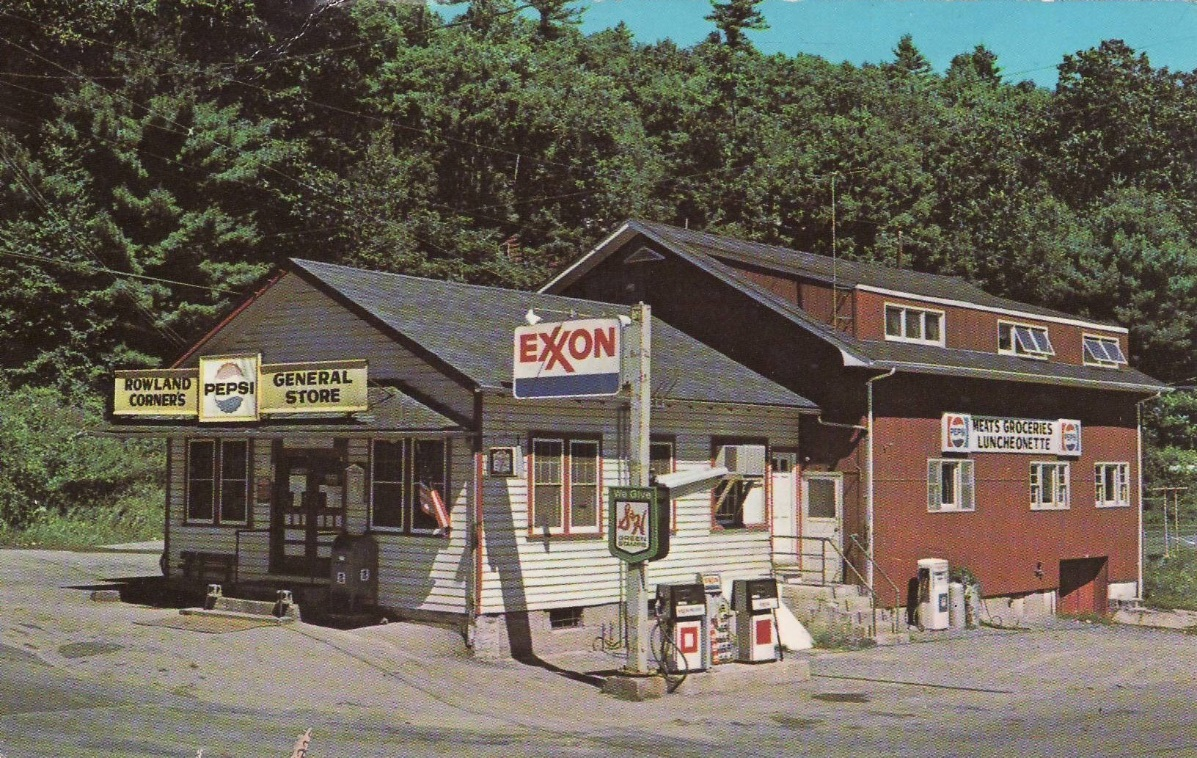 ROWLAND
CORNER'S
PEPSI
GENERAL
STORE
EXXON
We Give
S&H
GREEN
STAMPS
PEPSI
MEATS GROCERIES
LUNCHEONETTE
PEPSI